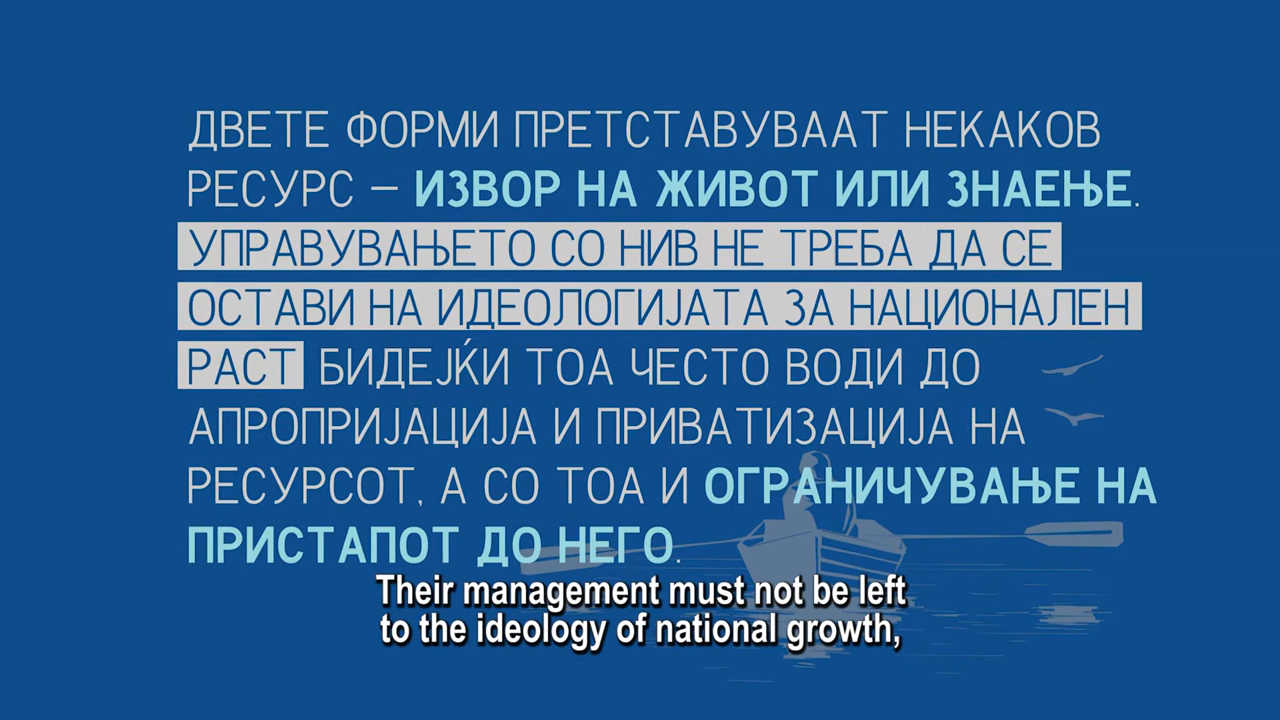 ДВЕТЕ ФОРМИ ПРЕТСТАВУВААТ НЕКАКОВ
РЕСУРС – ИЗВОР НА ЖИВОТ ИЛИ ЗНАЕЊЕ.
УПРАВУВАЊЕТО СО НИВ НЕ ТРЕБА ДА СЕ
ОСТАВИ НА ИДЕОЛОГИЈАТА ЗА НАЦИОНАЛЕН
РАСТ БИДЕЈЌИ ТОА ЧЕСТО ВОДИ ДО
АПРОПРИЈАЦИЈА И ПРИВАТИЗАЦИЈА НА
РЕСУРСОТ, А СО ТОА И ОГРАНИЧУВАЊЕ НА
ПРИСТАПОТ ДО НЕГО.
Their management must not be left
to the ideology of national growth,